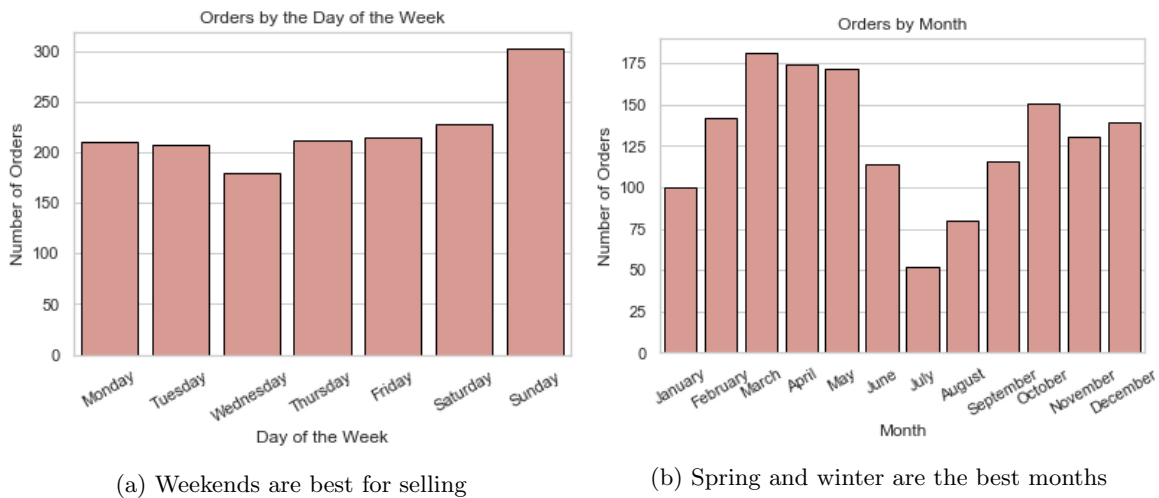 Orders by the Day of the Week
300
250
200
150
100
50
0
Number of Orders
Monday
Tuesday
Wednesday
Thursday
Friday
Saturday
Sunday
Day of the Week
(a) Weekends are best for selling
Orders by Month
175
150
125
100
75
50
25
0
Number of Orders
January
February
March
April
May
June
July
August
September
October
November
December
Month
(b) Spring and winter are the best months